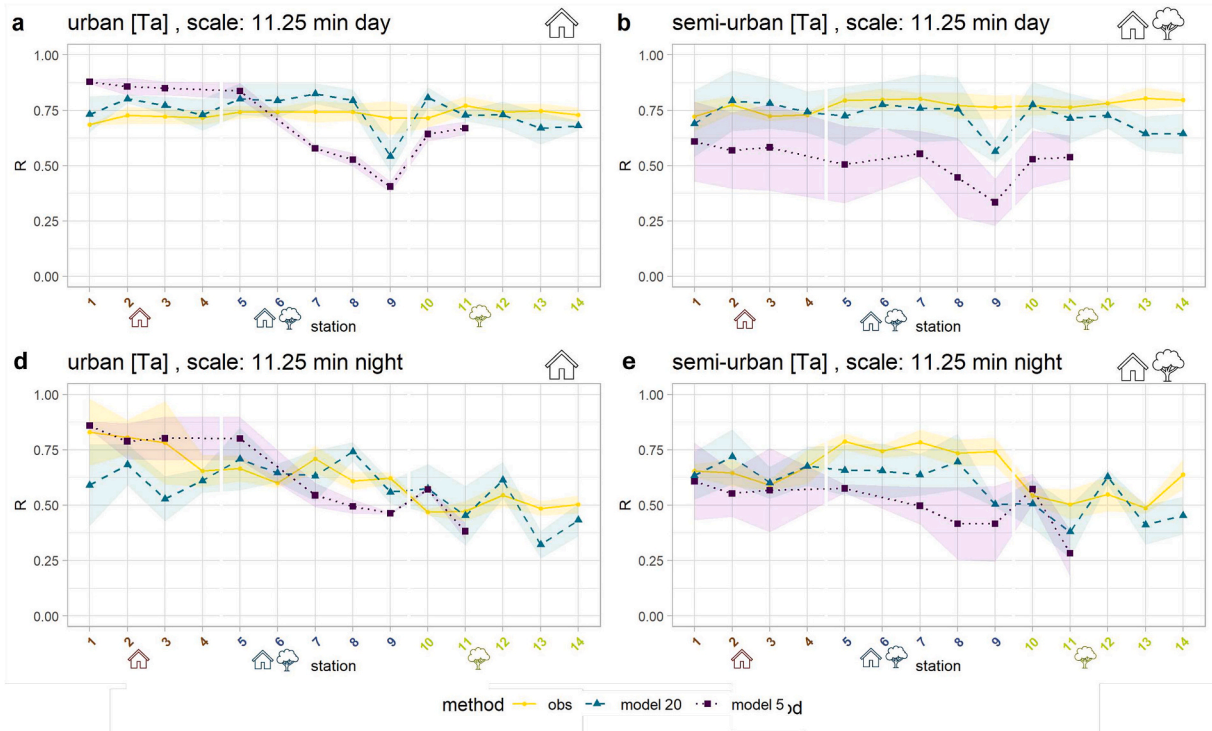 a urban [Ta] , scale: 11.25 min day
1.00
0.75
0.50
0.25
0.00
R
1 2 3 4 5 6 7 8 9 10 11 12 13 14
station
b semi-urban [Ta] , scale: 11.25 min day
1.00
0.75
0.50
0.25
0.00
R
1 2 3 4 5 6 7 8 9 10 11 12 13 14
station
d urban [Ta] , scale: 11.25 min night
1.00
0.75
0.50
0.25
0.00
R
1 2 3 4 5 6 7 8 9 10 11 12 13 14
station
e semi-urban [Ta] , scale: 11.25 min night
1.00
0.75
0.50
0.25
0.00
R
1 2 3 4 5 6 7 8 9 10 11 12 13 14
station
method obs model 20 model 5